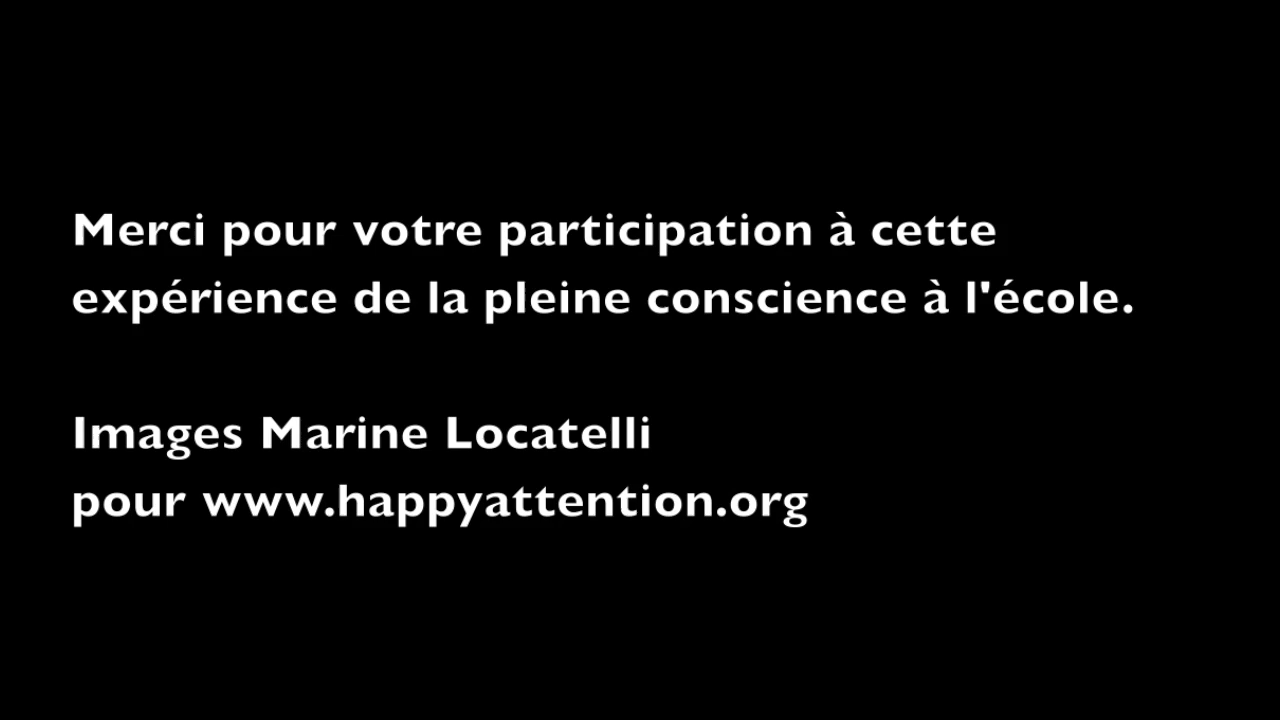 Merci pour votre participation à cette
expérience de la pleine conscience à l'école.
Images Marine Locatelli
pour www.happyattention.org